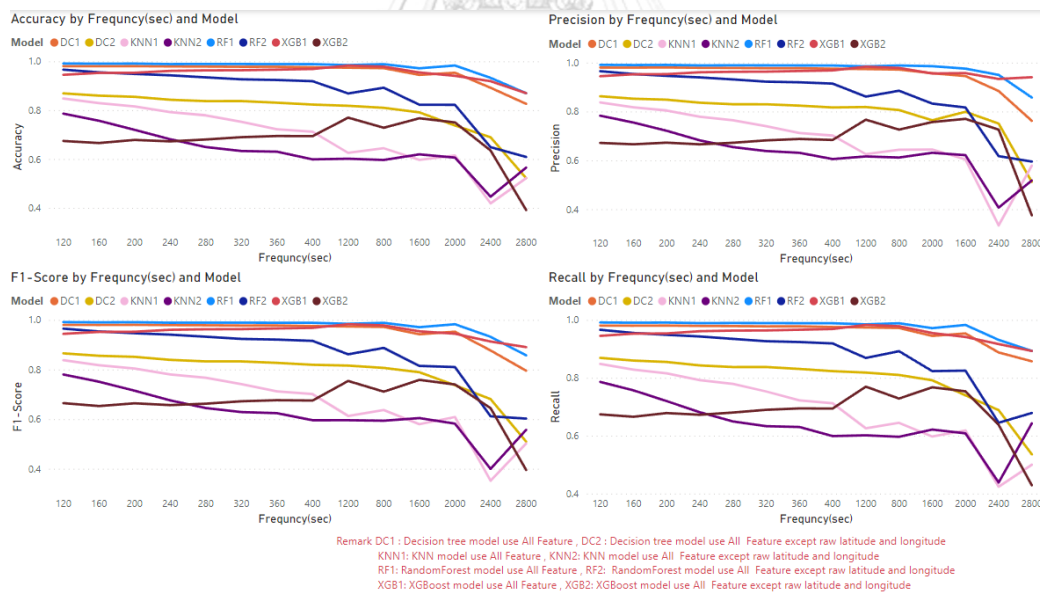 Accuracy by Frequncy(sec) and Model
Model DC1 DC2 KNN1 KNN2 RF1 RF2 XGB1 XGB2
1.0
0.8
0.6
0.4
Accuracy
120 160 200 240 280 320 360 400 1200 800 1600 2000 2400 2800
Frequncy(sec)
Precision by Frequncy(sec) and Model
Model DC1 DC2 KNN1 KNN2 RF1 RF2 XGB1 XGB2
1.0
0.8
0.6
0.4
Precision
120 160 200 240 280 320 360 400 1200 800 2000 1600 2400 2800
Frequncy(sec)
F1-Score by Frequncy(sec) and Model
Model DC1 DC2 KNN1 KNN2 RF1 RF2 XGB1 XGB2
1.0
0.8
0.6
0.4
F1-Score
120 160 200 240 280 320 360 400 1200 800 1600 2000 2400 2800
Frequncy(sec)
Recall by Frequncy(sec) and Model
Model DC1 DC2 KNN1 KNN2 RF1 RF2 XGB1 XGB2
1.0
0.8
0.6
0.4
Recall
120 160 200 240 280 320 360 400 1200 800 1600 2000 2400 2800
Frequncy(sec)
Remark DC1 : Decision tree model use All Feature , DC2 : Decision tree model use All Feature except raw latitude and longitude
KNN1: KNN model use All Feature , KNN2: KNN model use All Feature except raw latitude and longitude
RF1: RandomForest model use All Feature , RF2: RandomForest model use All Feature except raw latitude and longitude
XGB1: XGBoost model use All Feature , XGB2: XGBoost model use All Feature except raw latitude and longitude